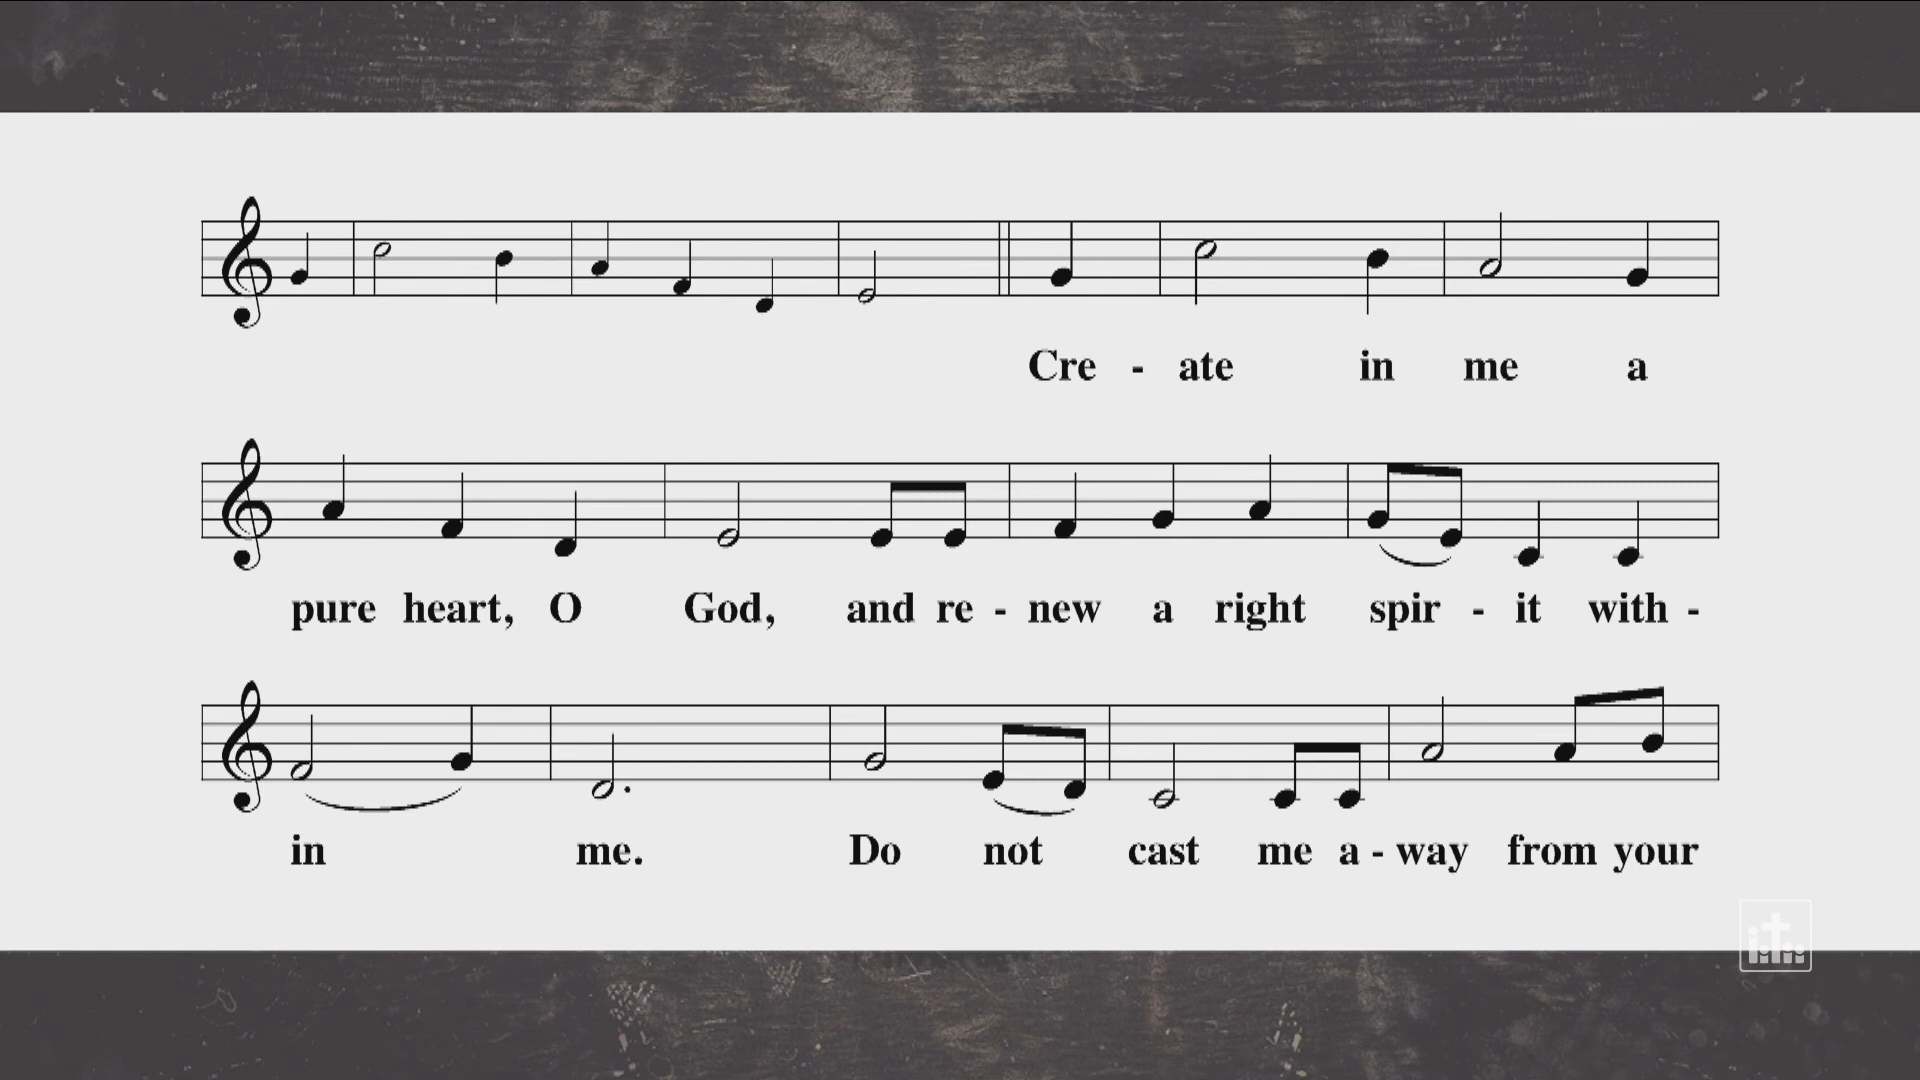 Cre - ate in me a
pure heart, O God, and re - new a right spir - it with -
in me. Do not cast me a - way from your